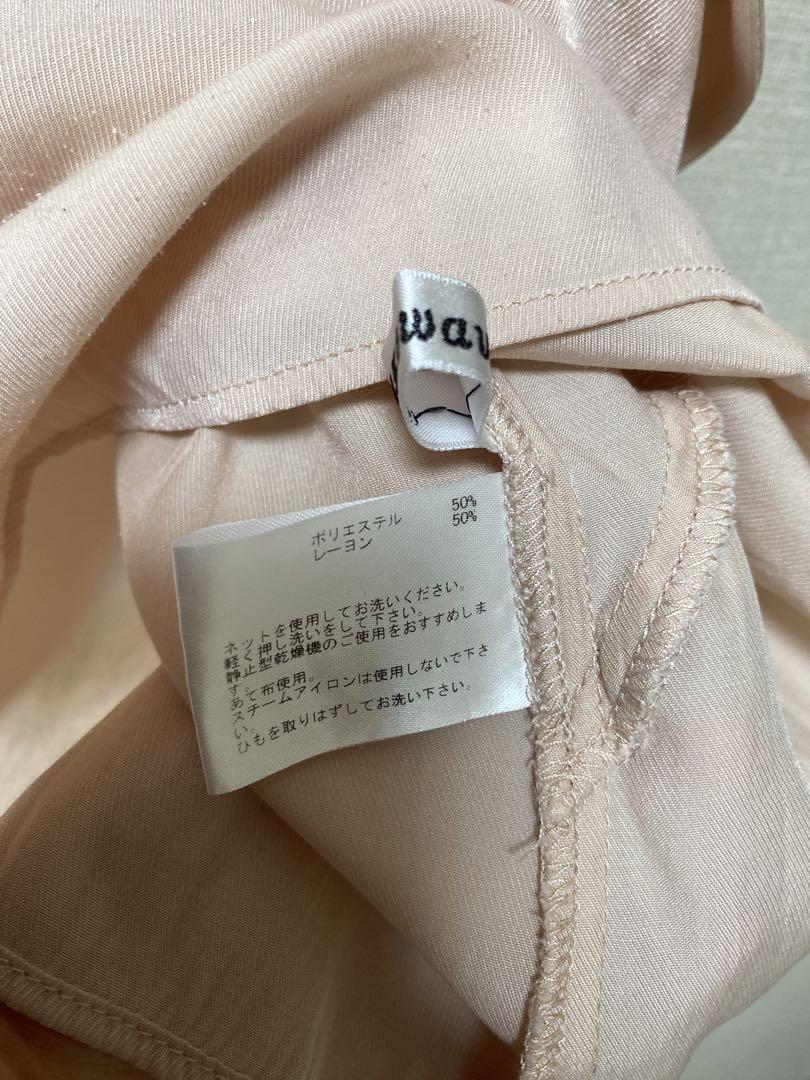 wav
ポリエステル 50%
レーヨン 50%
ネットを使用してお洗いください。
軽く押し洗いをして下さい。
静止型乾燥機のご使用をおすすめしま
す。
あて布使用。
スチームアイロンは使用しないで下さ
い。
ひもを取りはずしてお洗い下さい。